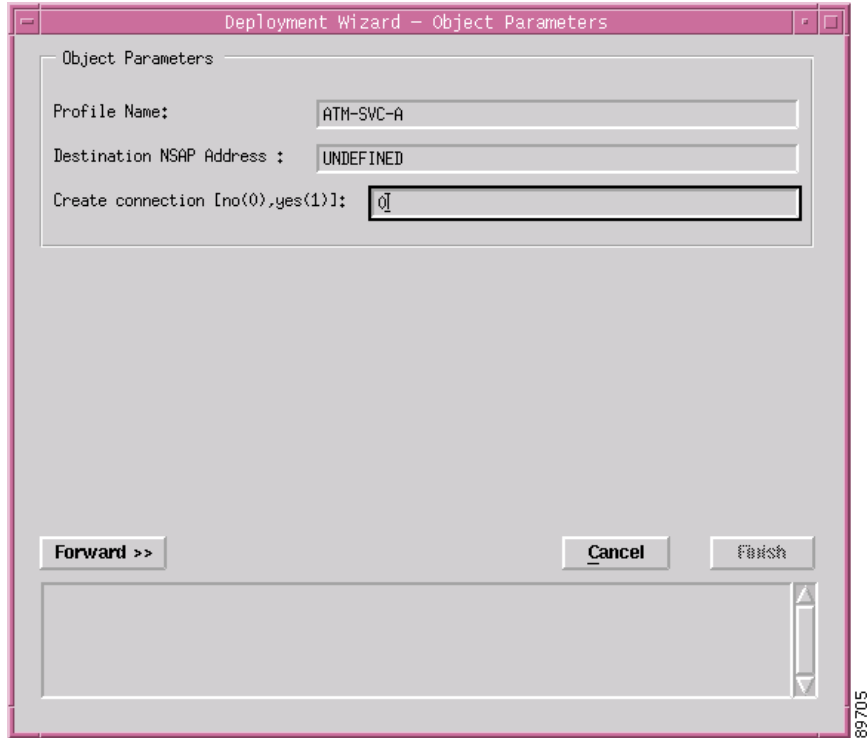 Deployment Wizard – Object Parameters
Object Parameters
Profile Name: ATM-SVC-A
Destination NSAP Address : UNDEFINED
Create connection [no(0),yes(1)]: 0
Forward >> Cancel Finish
89705